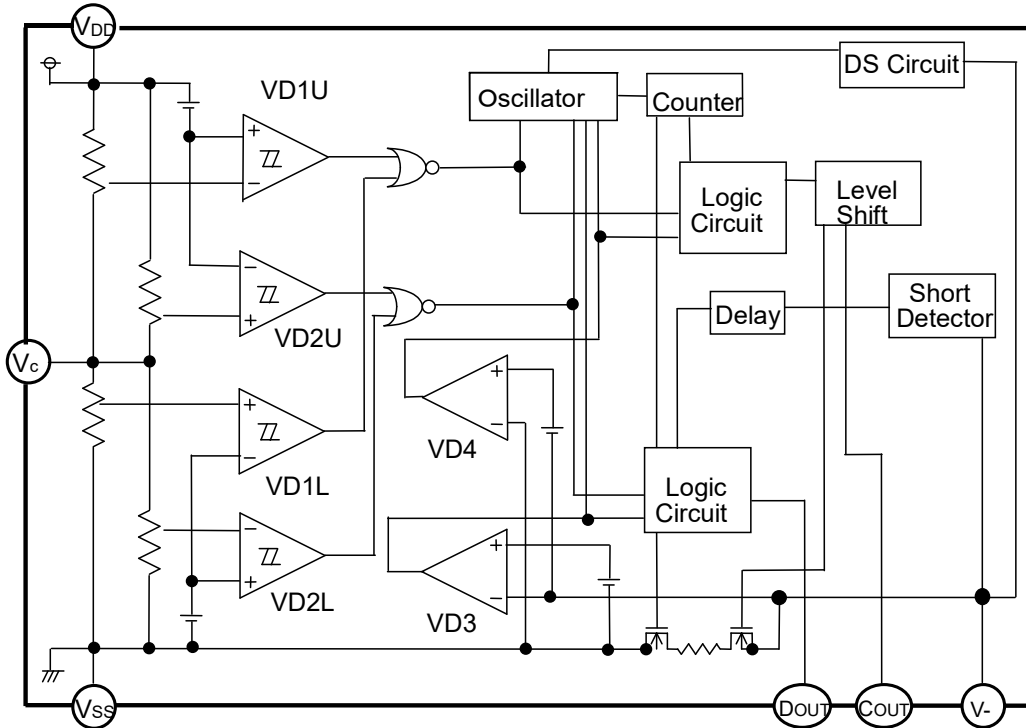 VDD
DS Circuit
VD1U
Oscillator
Counter
+
−
Logic
Circuit
Level
Shift
−
+
Short
Detector
Delay
VD2U
Vc
+
−
+
−
VD4
VD1L
Logic
Circuit
−
+
+
−
VD2L
VD3
VSS
DOUT
COUT
V-